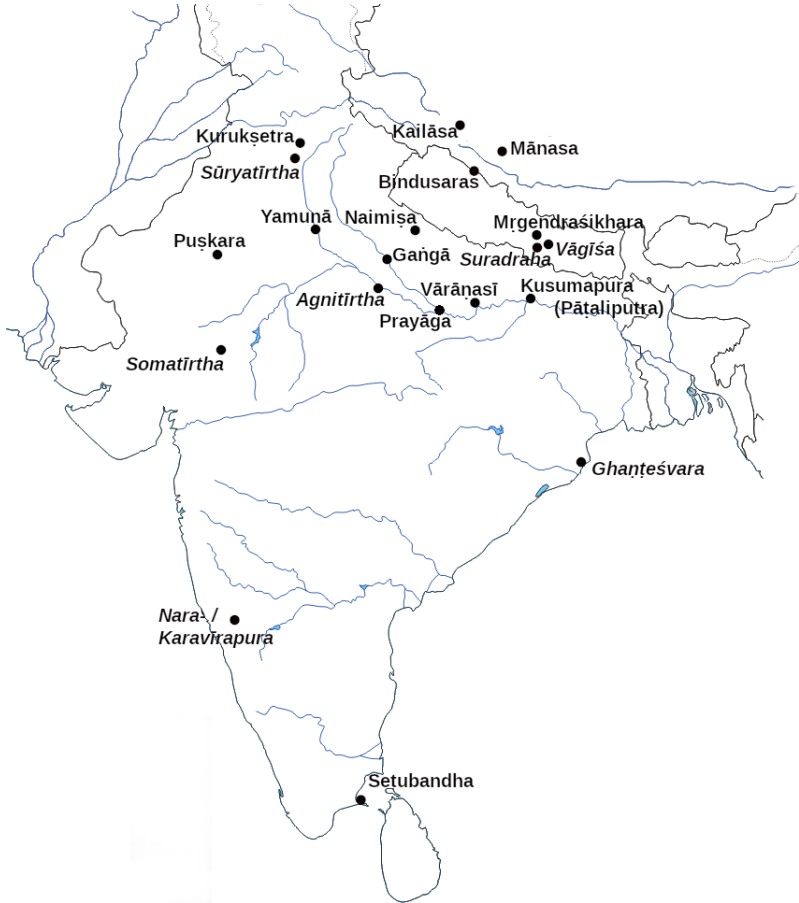 Kailāsa
Kurukṣetra
Mānasa
Sūryatīrtha
Bindusaras
Yamunā
Naimiṣa
Mṛgendraśikhara
Puṣkara
Gaṅgā
Suradraha
Vāgīśa
Agnitīrtha
Vārāṇasī
Kusumapura
(Pāṭaliputra)
Prayāga
Somatīrtha
Ghaṇṭeśvara
Nara- /
Karavīrapura
Setubandha